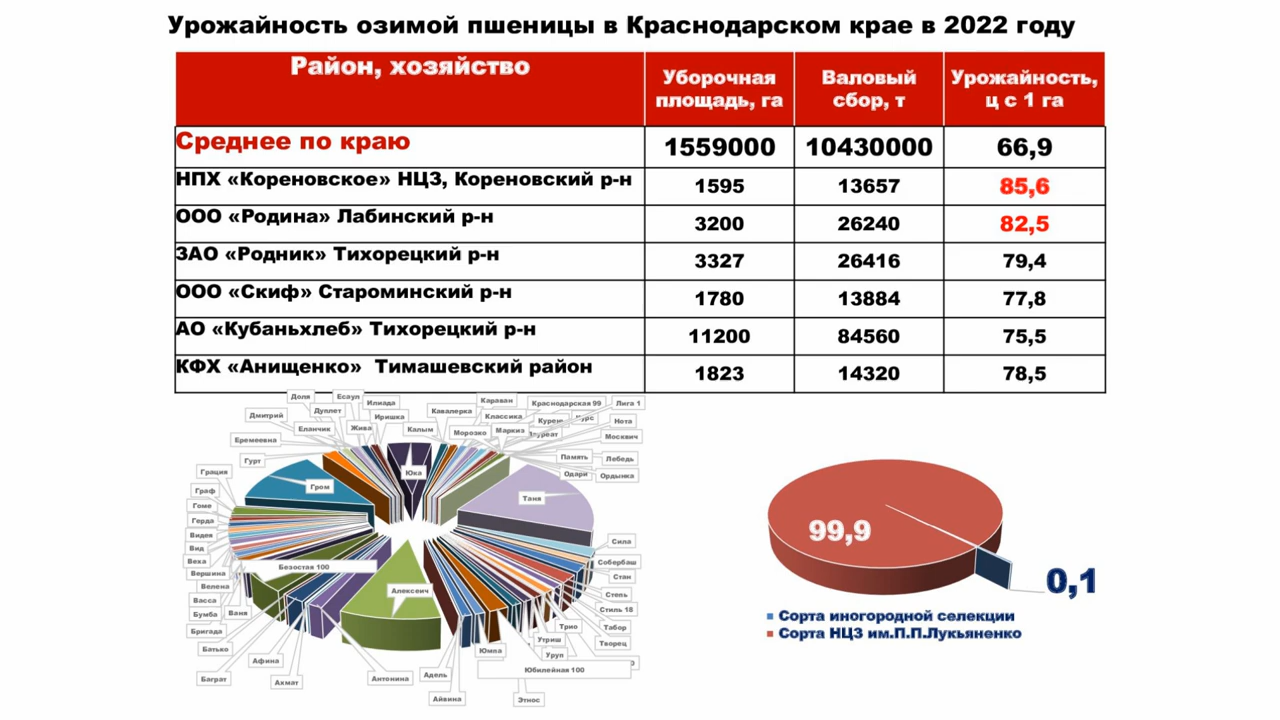 Урожайность озимой пшеницы в Краснодарском крае в 2022 году
Район, хозяйство
Уборочная площадь, га
Валовый сбор, т
Урожайность, ц с 1 га
Среднее по краю 1559000 10430000 66,9
НПХ «Кореновское» НЦЗ, Кореновский р-н 1595 13657 85,6
ООО «Родина» Лабинский р-н 3200 26240 82,5
ЗАО «Родник» Тихорецкий р-н 3327 26416 79,4
ООО «Скиф» Староминский р-н 1780 13884 77,8
АО «Кубаньхлеб» Тихорецкий р-н 11200 84560 75,5
КФХ «Анищенко» Тимашевский район 1823 14320 78,5
Доля
Есаул
Илиада
Караван
Краснодарская 99
Лига 1
Дмитрий
Дуплет
Иришка
Кавалерка
Классика
Нота
Еланчик
Жива
Калым
Морозко
Маркиз
Москвич
Еремеевна
Гурт
Память
Лебедь
Грация
Юка
Одари
Ордынка
Граф
Гром
Таня
Гоме
Герда
Видея
Сила
Вид
Веха
Собербаш
Вершина
Безостая 100
Стан
Велена
Алексеич
Степь
Васса
Стиль 18
Бумба
Ваня
Трио
Табор
Бригада
Утриш
Творец
Батько
Юмпа
Уруп
Афина
Юбилейная 100
Баграт
Ахмат
Антонина
Адель
Айвина
Этнос
99,9
0,1
Сорта иногородной селекции
Сорта НЦЗ им.П.П.Лукьяненко